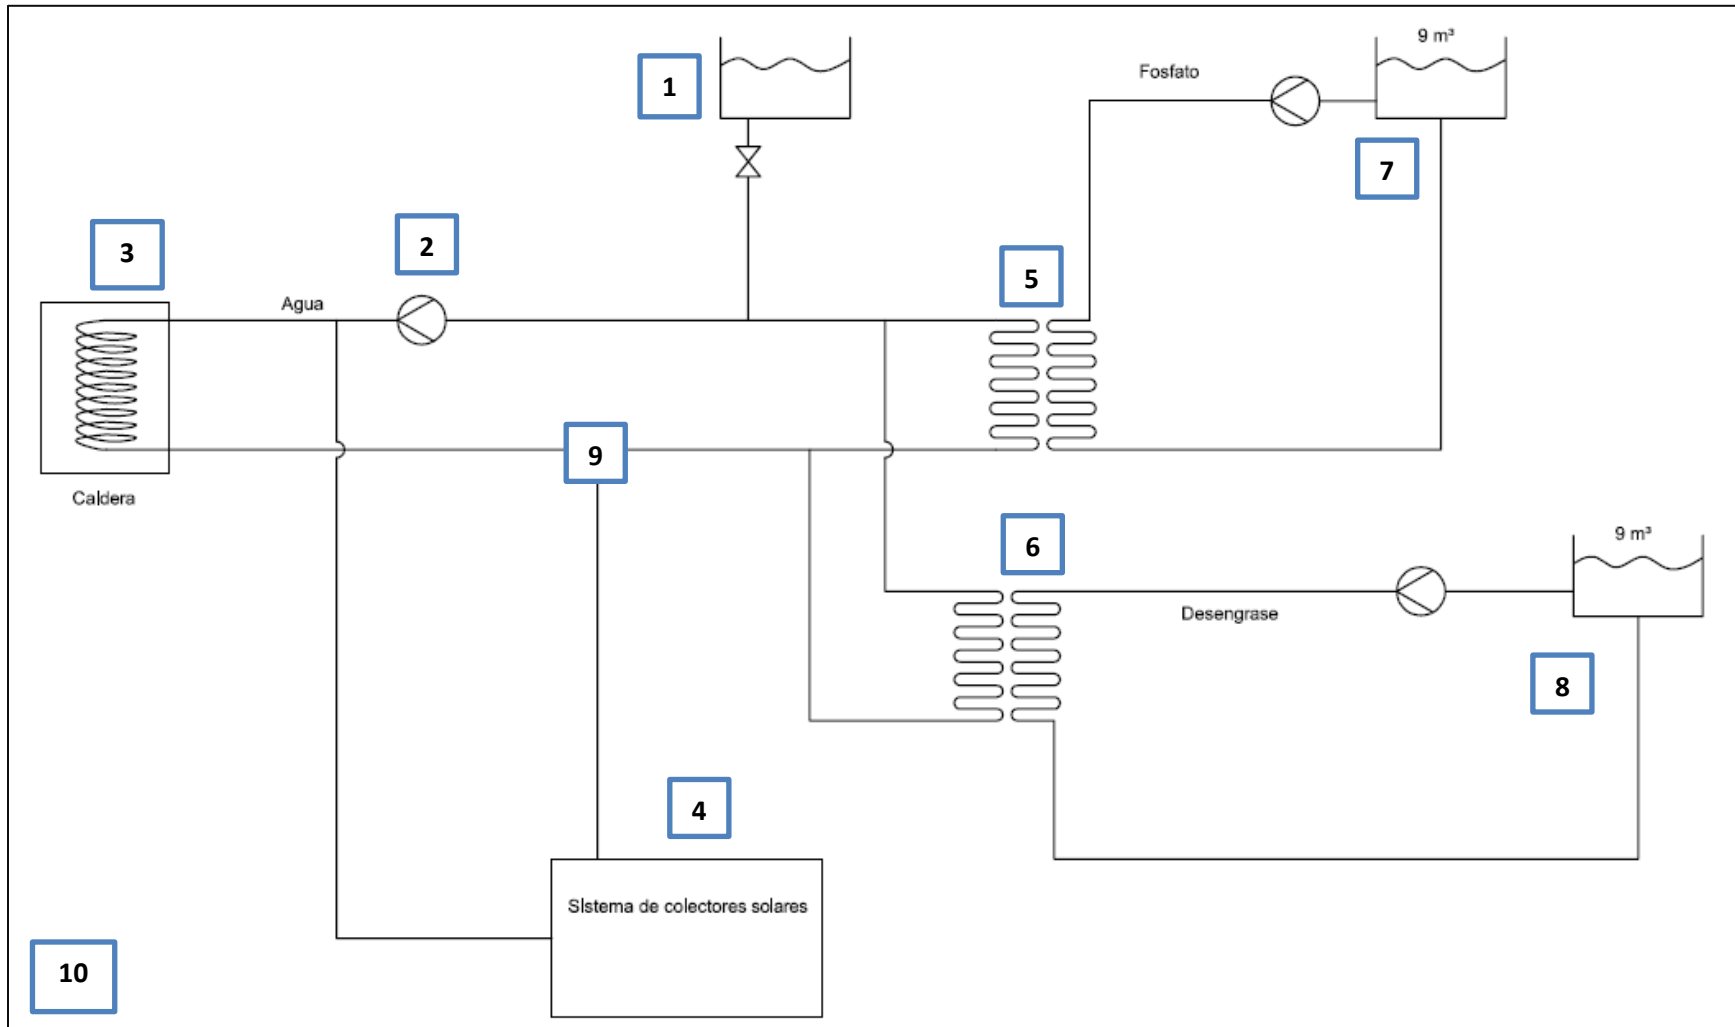 9 m³
1
Fosfato
7
3
2
5
Agua
9
Caldera
6
9 m³
Desengrase
8
4
SIstema de colectores solares
10